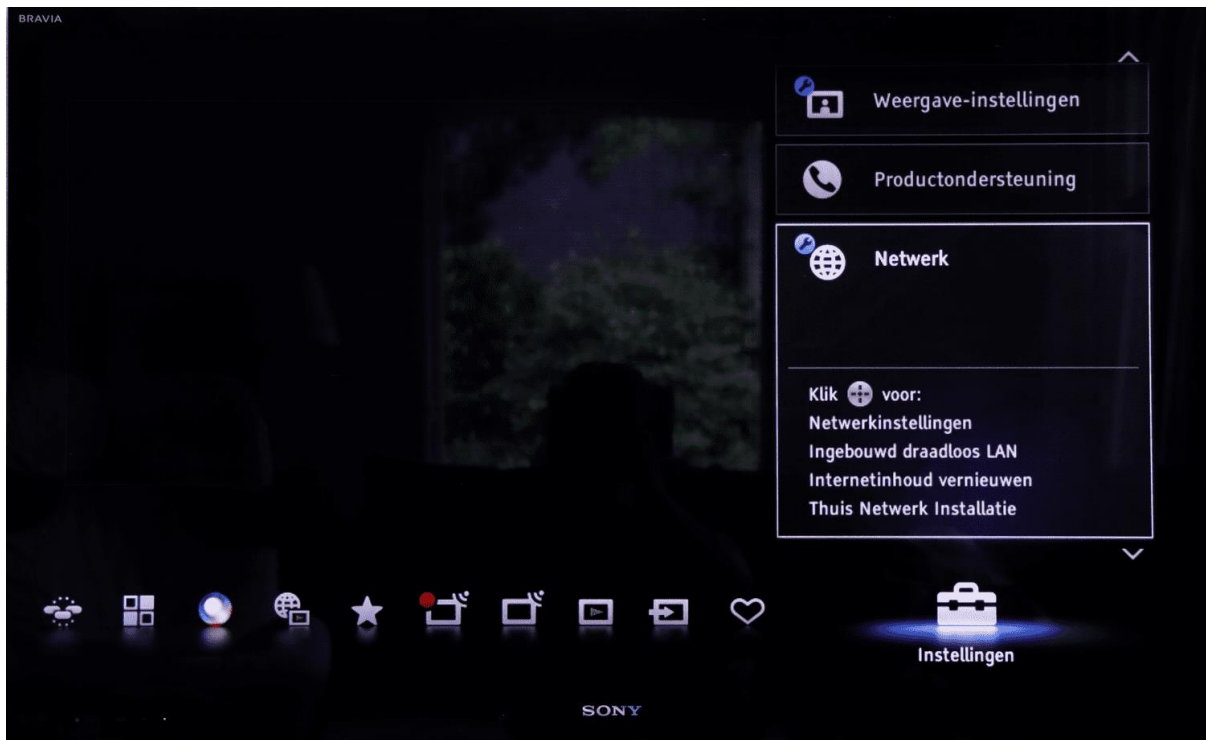 BRAVIA
Weergave-instellingen
Productondersteuning
Netwerk
Klik voor:
Netwerkinstellingen
Ingebouwd draadloos LAN
Internetinhoud vernieuwen
Thuis Netwerk Installatie
Instellingen
SONY